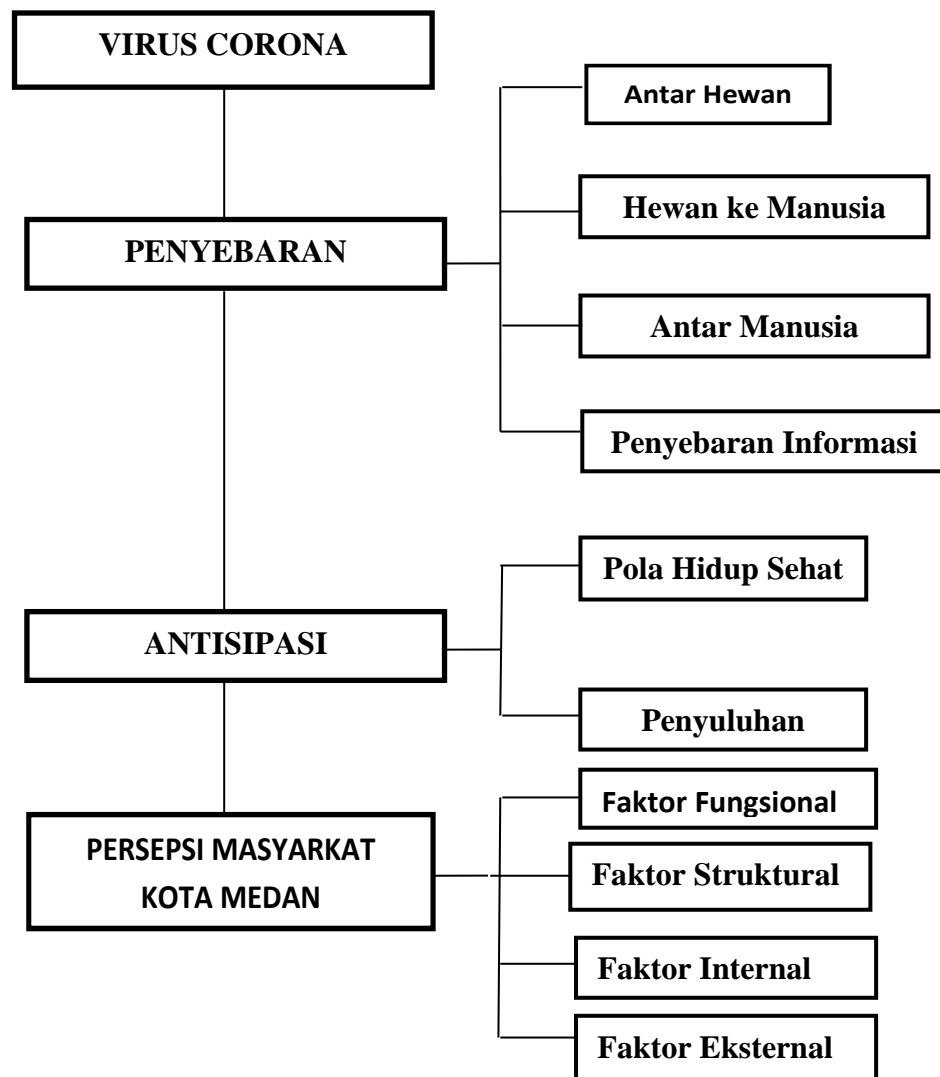 VIRUS CORONA
Antar Hewan
Hewan ke Manusia
PENYEBARAN
Antar Manusia
Penyebaran Informasi
Pola Hidup Sehat
ANTISIPASI
Penyuluhan
Faktor Fungsional
PERSEPSI MASYARKAT
KOTA MEDAN
Faktor Struktural
Faktor Internal
Faktor Eksternal